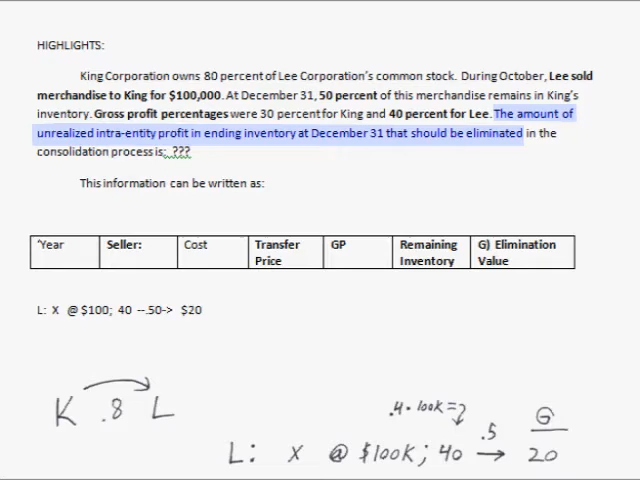 HIGHLIGHTS:
King Corporation owns 80 percent of Lee Corporation's common stock. During October, Lee sold
merchandise to King for $100,000. At December 31, 50 percent of this merchandise remains in King's
inventory. Gross profit percentages were 30 percent for King and 40 percent for Lee. The amount of
unrealized intra-entity profit in ending inventory at December 31 that should be eliminated in the
consolidation process is: ???
This information can be written as:
Year Seller: Cost Transfer Price GP Remaining Inventory G) Elimination Value
L: X @ $100; 40 --.50-> $20
K .8 L
.4 · 100K =
.5
G
L: X @ $100K; 40 → 20